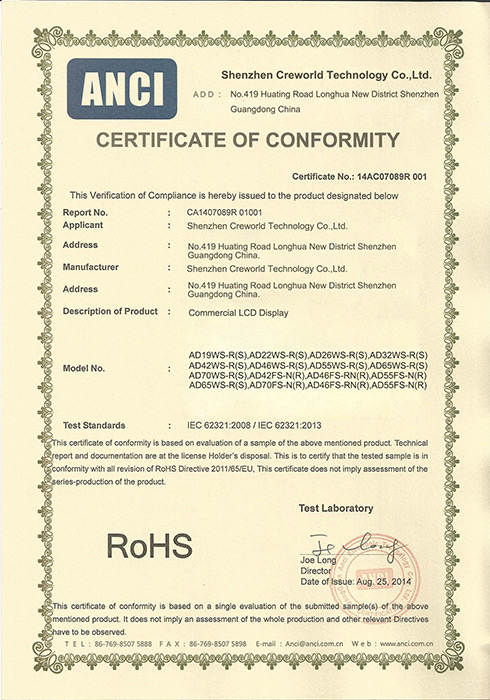 ANCI
Shenzhen Creworld Technology Co.,Ltd.
ADD : No.419 Huating Road Longhua New District Shenzhen
Guangdong China
CERTIFICATE OF CONFORMITY
Certificate No.: 14AC07089R 001
This Verification of Compliance is hereby issued to the product designated below
Report No. : CA1407089R 01001
Applicant : Shenzhen Creworld Technology Co.,Ltd.
Address : No.419 Huating Road Longhua New District Shenzhen
Guangdong China.
Manufacturer : Shenzhen Creworld Technology Co.,Ltd.
Address : No.419 Huating Road Longhua New District Shenzhen
Guangdong China.
Description of Product : Commercial LCD Display
AD19WS-R(S),AD22WS-R(S),AD26WS-R(S),AD32WS-R(S)
AD42WS-R(S),AD46WS-R(S),AD55WS-R(S),AD65WS-R(S)
Model No. : AD70WS-R(S),AD42FS-N(R),AD46FS-RN(R),AD55FS-N(R)
AD65WS-R(S),AD70FS-N(R),AD46FS-RN(R),AD55FS-N(R)
Test Standards : IEC 62321:2008 / IEC 62321:2013
This certificate of conformity is based on evaluation of a sample of the above mentioned product. Technical
report and documentation are at the license Holder's disposal. This is to certify that the tested sample is in
conformity with all revision of RoHS Directive 2011/65/EU, This certificate does not imply assessment of the
series-production of the product.
Test Laboratory
RoHS
Joe Long
Joe Long
Director
Date of Issue: Aug. 25, 2014
ANCI
This certificate of conformity is based on a single evaluation of the submitted sample(s) of the above
mentioned product. It does not imply an assessment of the whole production and other relevant Directives
have to be observed.
TEL: 86-769-8507 5888 FAX: 86-769-8507 5898 E-mail : Anci@anci.com.cn Web : www.anci.com.cn